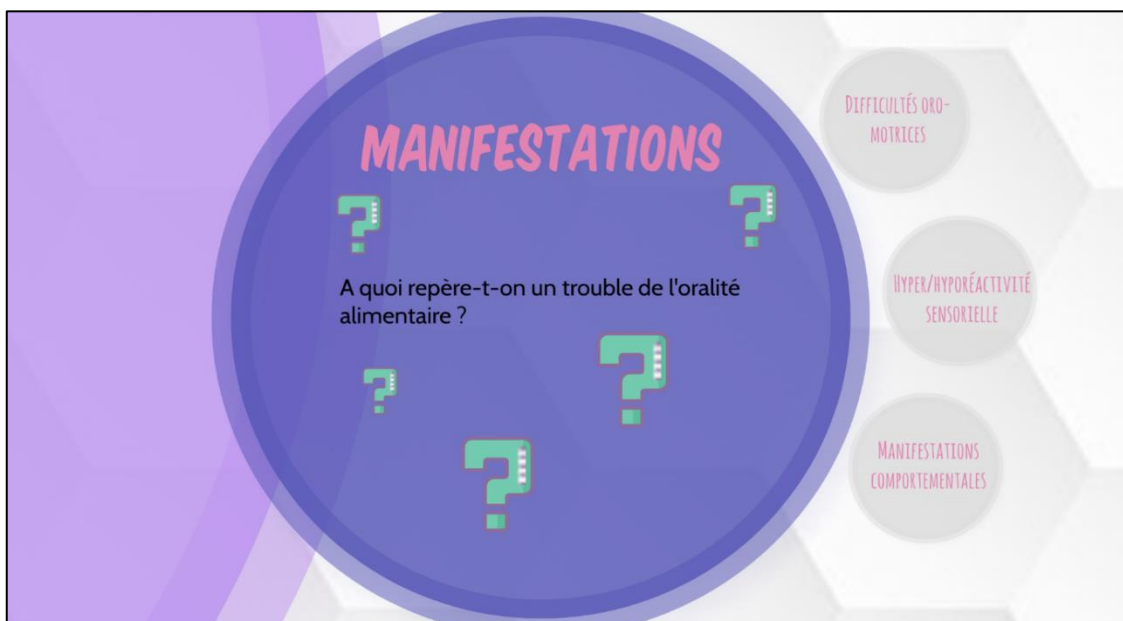 MANIFESTATIONS
A quoi repère-t-on un trouble de l'oralité
alimentaire ?
DIFFICULTÉS ORO-
MOTRICES
HYPER/HYPORÉACTIVITÉ
SENSORIELLE
MANIFESTATIONS
COMPORTEMENTALES